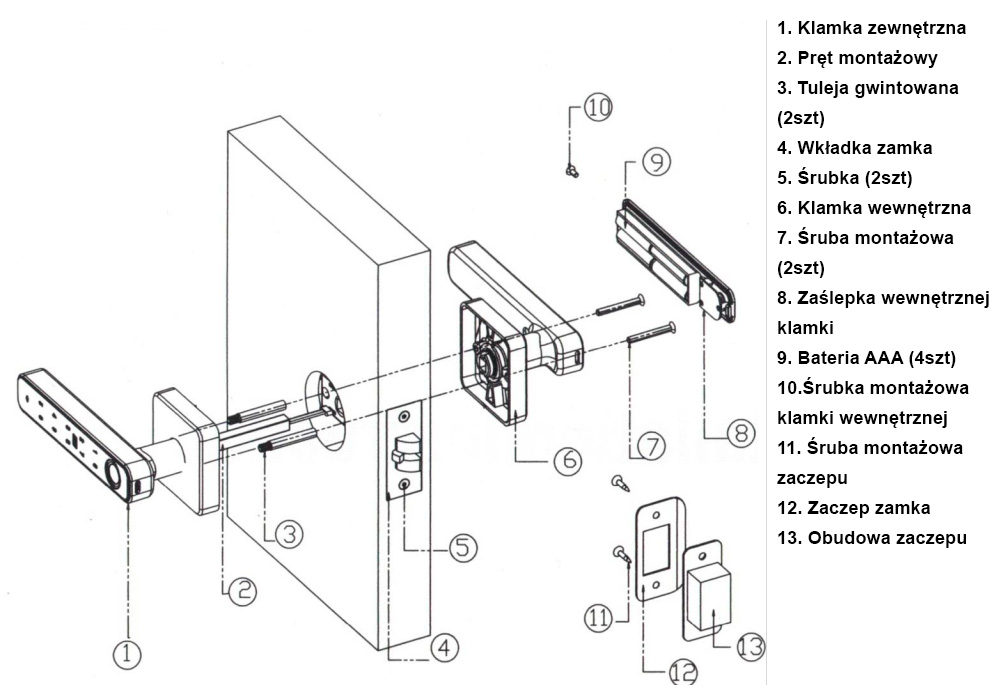 1. Klamka zewnętrzna
2. Pręt montażowy
3. Tuleja gwintowana
(2szt)
4. Wkładka zamka
5. Śrubka (2szt)
6. Klamka wewnętrzna
7. Śruba montażowa
(2szt)
8. Zaślepka wewnętrznej
klamki
9. Bateria AAA (4szt)
10.Śrubka montażowa
klamki wewnętrznej
11. Śruba montażowa
zaczepu
12. Zaczep zamka
13. Obudowa zaczepu
10
9
8
7
6
3
5
2
11
1
4
13
12